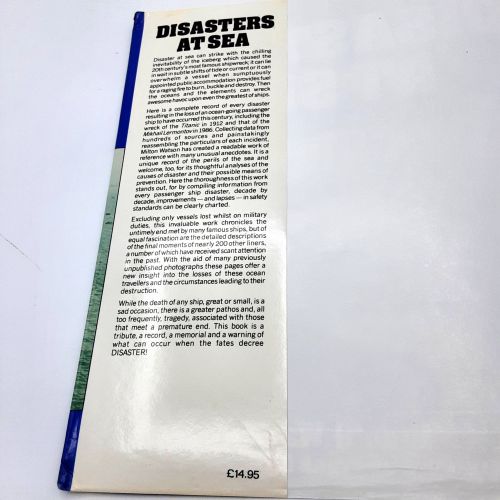 DISASTERS
AT SEA
Disaster at sea can strike with the chilling
inevitability of the iceberg which caused the
20th century's most famous shipwreck; it can lie
in wait in subtle shifts of tide or current or it can
overwhelm a vessel when sumptuously
appointed public accommodation provides fuel
for a raging fire to burn, buckle and destroy. Then
the oceans and the elements can wreck
awesome havoc upon even the greatest of ships.
Here is a complete record of every disaster
resulting in the loss of an ocean-going passenger
ship to have occurred this century, including the
wreck of the Titanic in 1912 and that of the
Mikhail Lermontov in 1986. Collecting data from
hundreds of sources and painstakingly
reassembling the particulars of each incident,
Milton Watson has created a readable work of
reference with many unusual anecdotes. It is a
unique record of the perils of the sea and
welcome, too, for its thoughtful analyses of the
causes of disaster and their possible means of
prevention. Here the thoroughness of this work
stands out, for by compiling information from
every passenger ship disaster, decade by
decade, improvements — and lapses — in safety
standards can be clearly charted.
Excluding only vessels lost whilst on military
duties, this invaluable work chronicles the
untimely end met by many famous ships, but of
equal fascination are the detailed descriptions
of the final moments of nearly 200 other liners,
a number of which have received scant attention
in the past. With the aid of many previously
unpublished photographs these pages offer a
new insight into the losses of these ocean
travellers and the circumstances leading to their
destruction.
While the death of any ship, great or small, is a
sad occasion, there is a greater pathos and, all
too frequently, tragedy, associated with those
that meet a premature end. This book is a
tribute, a record, a memorial and a warning of
what can occur when the fates decree
DISASTER!
£14.95